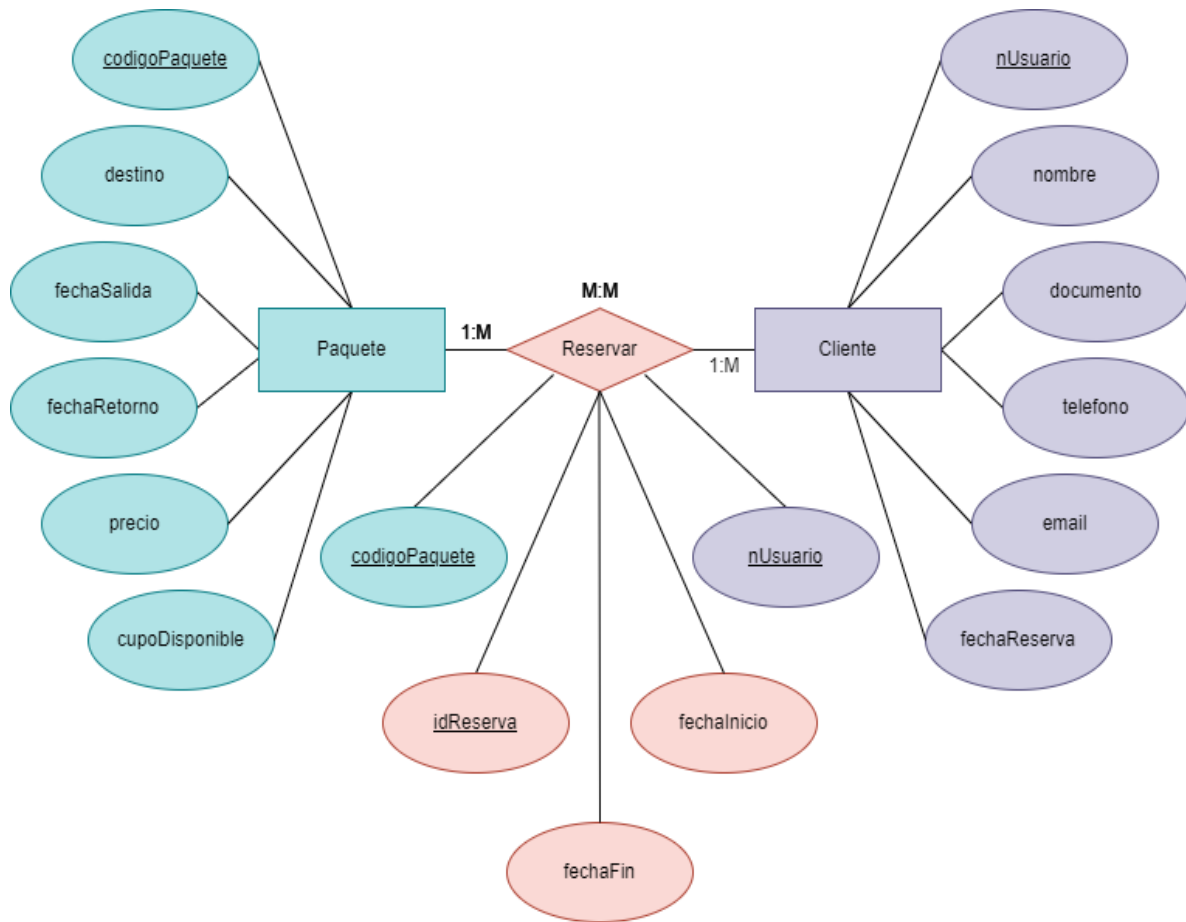 codigoPaquete
nUsuario
destino
nombre
fechaSalida
documento
M:M
Paquete
1:M
Reservar
1:M
Cliente
fechaRetorno
telefono
precio
email
codigoPaquete
nUsuario
cupoDisponible
fechaReserva
idReserva
fechaInicio
fechaFin